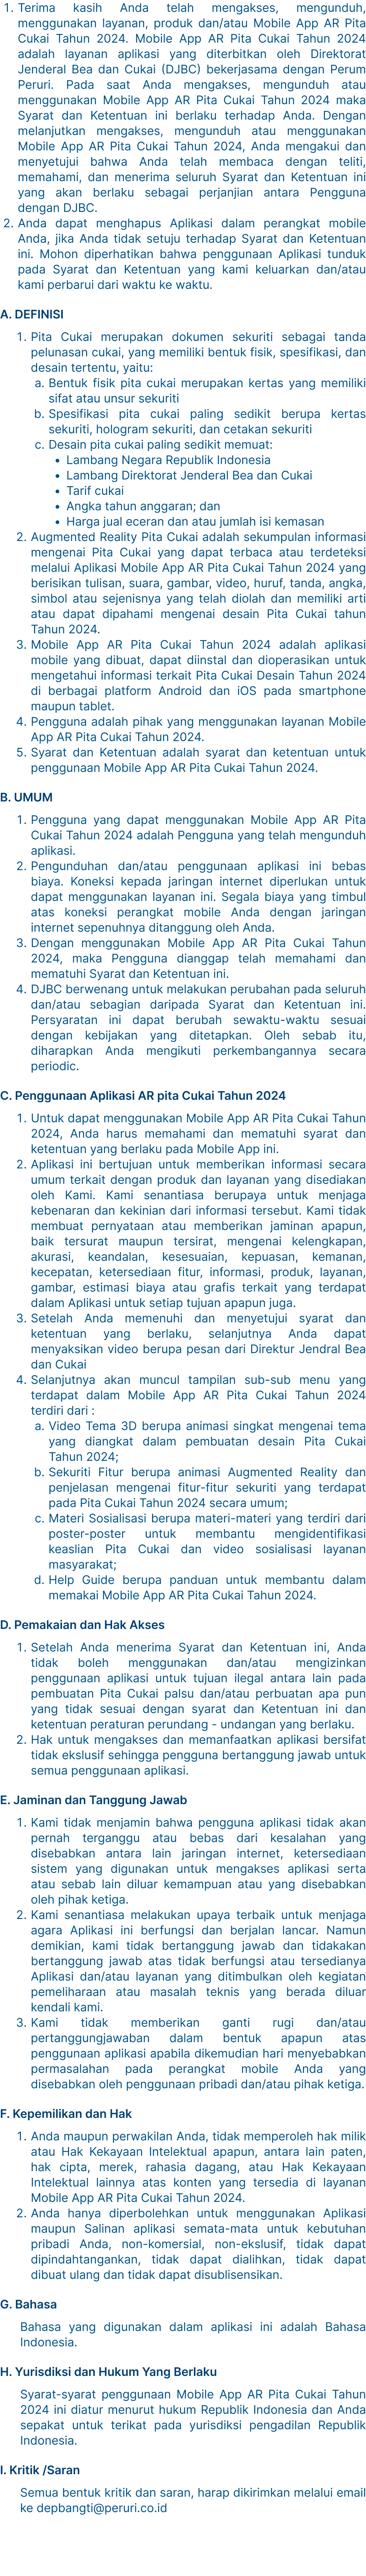 1. Terima kasih Anda telah mengakses, mengunduh,
menggunakan layanan, produk dan/atau Mobile App AR Pita
Cukai Tahun 2024. Mobile App AR Pita Cukai Tahun 2024
adalah layanan aplikasi yang diterbitkan oleh Direktorat
Jenderal Bea dan Cukai (DJBC) bekerjasama dengan Perum
Peruri. Pada saat Anda mengakses, mengunduh atau
menggunakan Mobile App AR Pita Cukai Tahun 2024 maka
Syarat dan Ketentuan ini berlaku terhadap Anda. Dengan
melanjutkan mengakses, mengunduh atau menggunakan
Mobile App AR Pita Cukai Tahun 2024, Anda mengakui dan
menyetujui bahwa Anda telah membaca dengan teliti,
memahami, dan menerima seluruh Syarat dan Ketentuan ini
yang akan berlaku sebagai perjanjian antara Pengguna
dengan DJBC.
2. Anda dapat menghapus Aplikasi dalam perangkat mobile
Anda, jika Anda tidak setuju terhadap Syarat dan Ketentuan
ini. Mohon diperhatikan bahwa penggunaan Aplikasi tunduk
pada Syarat dan Ketentuan yang kami keluarkan dan/atau
kami perbarui dari waktu ke waktu.
A. DEFINISI
1. Pita Cukai merupakan dokumen sekuriti sebagai tanda
pelunasan cukai, yang memiliki bentuk fisik, spesifikasi, dan
desain tertentu, yaitu:
a. Bentuk fisik pita cukai merupakan kertas yang memiliki
sifat atau unsur sekuriti
b. Spesifikasi pita cukai paling sedikit berupa kertas
sekuriti, hologram sekuriti, dan cetakan sekuriti
c. Desain pita cukai paling sedikit memuat:
• Lambang Negara Republik Indonesia
• Lambang Direktorat Jenderal Bea dan Cukai
• Tarif cukai
• Angka tahun anggaran; dan
• Harga jual eceran dan atau jumlah isi kemasan
2. Augmented Reality Pita Cukai adalah sekumpulan informasi
mengenai Pita Cukai yang dapat terbaca atau terdeteksi
melalui Aplikasi Mobile App AR Pita Cukai Tahun 2024 yang
berisikan tulisan, suara, gambar, video, huruf, tanda, angka,
simbol atau sejenisnya yang telah diolah dan memiliki arti
atau dapat dipahami mengenai desain Pita Cukai tahun
Tahun 2024.
3. Mobile App AR Pita Cukai Tahun 2024 adalah aplikasi
mobile yang dibuat, dapat diinstal dan dioperasikan untuk
mengetahui informasi terkait Pita Cukai Desain Tahun 2024
di berbagai platform Android dan iOS pada smartphone
maupun tablet.
4. Pengguna adalah pihak yang menggunakan layanan Mobile
App AR Pita Cukai Tahun 2024.
5. Syarat dan Ketentuan adalah syarat dan ketentuan untuk
penggunaan Mobile App AR Pita Cukai Tahun 2024.
B. UMUM
1. Pengguna yang dapat menggunakan Mobile App AR Pita
Cukai Tahun 2024 adalah Pengguna yang telah mengunduh
aplikasi.
2. Pengunduhan dan/atau penggunaan aplikasi ini bebas
biaya. Koneksi kepada jaringan internet diperlukan untuk
dapat menggunakan layanan ini. Segala biaya yang timbul
atas koneksi perangkat mobile Anda dengan jaringan
internet sepenuhnya ditanggung oleh Anda.
3. Dengan menggunakan Mobile App AR Pita Cukai Tahun
2024, maka Pengguna dianggap telah memahami dan
mematuhi Syarat dan Ketentuan ini.
4. DJBC berwenang untuk melakukan perubahan pada seluruh
dan/atau sebagian daripada Syarat dan Ketentuan ini.
Persyaratan ini dapat berubah sewaktu-waktu sesuai
dengan kebijakan yang ditetapkan. Oleh sebab itu,
diharapkan Anda mengikuti perkembangannya secara
periodic.
C. Penggunaan Aplikasi AR pita Cukai Tahun 2024
1. Untuk dapat menggunakan Mobile App AR Pita Cukai Tahun
2024, Anda harus memahami dan mematuhi syarat dan
ketentuan yang berlaku pada Mobile App ini.
2. Aplikasi ini bertujuan untuk memberikan informasi secara
umum terkait dengan produk dan layanan yang disediakan
oleh Kami. Kami senantiasa berupaya untuk menjaga
kebenaran dan kekinian dari informasi tersebut. Kami tidak
membuat pernyataan atau memberikan jaminan apapun,
baik tersurat maupun tersirat, mengenai kelengkapan,
akurasi, keandalan, kesesuaian, kepuasan, kemanan,
kecepatan, ketersediaan fitur, informasi, produk, layanan,
gambar, estimasi biaya atau grafis terkait yang terdapat
dalam Aplikasi untuk setiap tujuan apapun juga.
3. Setelah Anda memenuhi dan menyetujui syarat dan
ketentuan yang berlaku, selanjutnya Anda dapat
menyaksikan video berupa pesan dari Direktur Jendral Bea
dan Cukai
4. Selanjutnya akan muncul tampilan sub-sub menu yang
terdapat dalam Mobile App AR Pita Cukai Tahun 2024
terdiri dari :
a. Video Tema 3D berupa animasi singkat mengenai tema
yang diangkat dalam pembuatan desain Pita Cukai
Tahun 2024;
b. Sekuriti Fitur berupa animasi Augmented Reality dan
penjelasan mengenai fitur-fitur sekuriti yang terdapat
pada Pita Cukai Tahun 2024 secara umum;
c. Materi Sosialisasi berupa materi-materi yang terdiri dari
poster-poster untuk membantu mengidentifikasi
keaslian Pita Cukai dan video sosialisasi layanan
masyarakat;
d. Help Guide berupa panduan untuk membantu dalam
memakai Mobile App AR Pita Cukai Tahun 2024.
D. Pemakaian dan Hak Akses
1. Setelah Anda menerima Syarat dan Ketentuan ini, Anda
tidak boleh menggunakan dan/atau mengizinkan
penggunaan aplikasi untuk tujuan ilegal antara lain pada
pembuatan Pita Cukai palsu dan/atau perbuatan apa pun
yang tidak sesuai dengan syarat dan Ketentuan ini dan
ketentuan peraturan perundang - undangan yang berlaku.
2. Hak untuk mengakses dan memanfaatkan aplikasi bersifat
tidak ekslusif sehingga pengguna bertanggung jawab untuk
semua penggunaan aplikasi.
E. Jaminan dan Tanggung Jawab
1. Kami tidak menjamin bahwa pengguna aplikasi tidak akan
pernah terganggu atau bebas dari kesalahan yang
disebabkan antara lain jaringan internet, ketersediaan
sistem yang digunakan untuk mengakses aplikasi serta
atau sebab lain diluar kemampuan atau yang disebabkan
oleh pihak ketiga.
2. Kami senantiasa melakukan upaya terbaik untuk menjaga
agara Aplikasi ini berfungsi dan berjalan lancar. Namun
demikian, kami tidak bertanggung jawab dan tidakakan
bertanggung jawab atas tidak berfungsi atau tersedianya
Aplikasi dan/atau layanan yang ditimbulkan oleh kegiatan
pemeliharaan atau masalah teknis yang berada diluar
kendali kami.
3. Kami tidak memberikan ganti rugi dan/atau
pertanggungjawaban dalam bentuk apapun atas
penggunaan aplikasi apabila dikemudian hari menyebabkan
permasalahan pada perangkat mobile Anda yang
disebabkan oleh penggunaan pribadi dan/atau pihak ketiga.
F. Kepemilikan dan Hak
1. Anda maupun perwakilan Anda, tidak memperoleh hak milik
atau Hak Kekayaan Intelektual apapun, antara lain paten,
hak cipta, merek, rahasia dagang, atau Hak Kekayaan
Intelektual lainnya atas konten yang tersedia di layanan
Mobile App AR Pita Cukai Tahun 2024.
2. Anda hanya diperbolehkan untuk menggunakan Aplikasi
maupun Salinan aplikasi semata-mata untuk kebutuhan
pribadi Anda, non-komersial, non-ekslusif, tidak dapat
dipindahtangankan, tidak dapat dialihkan, tidak dapat
dibuat ulang dan tidak dapat disublisensikan.
G. Bahasa
Bahasa yang digunakan dalam aplikasi ini adalah Bahasa
Indonesia.
H. Yurisdiksi dan Hukum Yang Berlaku
Syarat-syarat penggunaan Mobile App AR Pita Cukai Tahun
2024 ini diatur menurut hukum Republik Indonesia dan Anda
sepakat untuk terikat pada yurisdiksi pengadilan Republik
Indonesia.
I. Kritik /Saran
Semua bentuk kritik dan saran, harap dikirimkan melalui email
ke depbangti@peruri.co.id